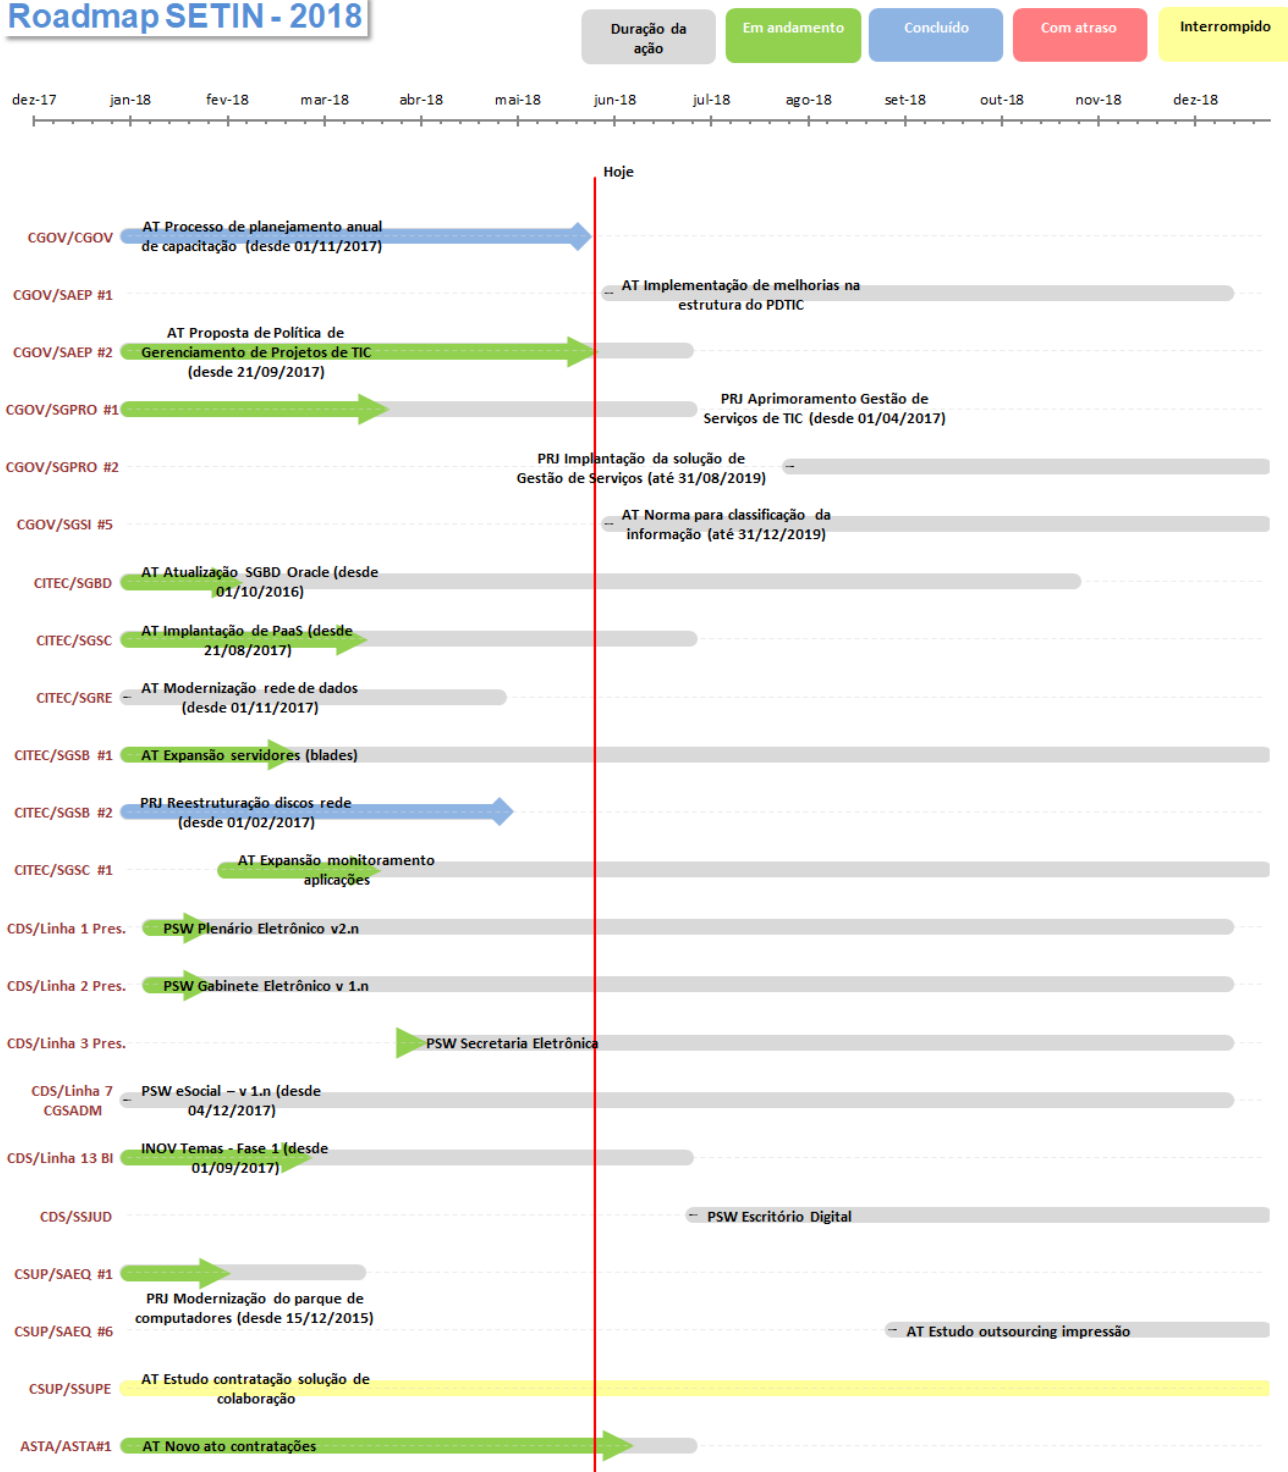 Roadmap SETIN - 2018
Duração da
ação
Em andamento
Concluído
Com atraso
Interrompido
dez-17 jan-18 fev-18 mar-18 abr-18 mai-18 jun-18 jul-18 ago-18 set-18 out-18 nov-18 dez-18
Hoje
CGOV/CGOV
AT Processo de planejamento anual
de capacitação (desde 01/11/2017)
CGOV/SAEP #1
AT Implementação de melhorias na
estrutura do PDTIC
CGOV/SAEP #2
AT Proposta de Política de
Gerenciamento de Projetos de TIC
(desde 21/09/2017)
CGOV/SGPRO #1
PRJ Aprimoramento Gestão de
Serviços de TIC (desde 01/04/2017)
CGOV/SGPRO #2
PRJ Implantação da solução de
Gestão de Serviços (até 31/08/2019)
CGOV/SGSI #5
AT Norma para classificação da
informação (até 31/12/2019)
CITEC/SGBD
AT Atualização SGBD Oracle (desde
01/10/2016)
CITEC/SGSC
AT Implantação de PaaS (desde
21/08/2017)
CITEC/SGRE
AT Modernização rede de dados
(desde 01/11/2017)
CITEC/SGSB #1
AT Expansão servidores (blades)
CITEC/SGSB #2
PRJ Reestruturação discos rede
(desde 01/02/2017)
CITEC/SGSC #1
AT Expansão monitoramento
aplicações
CDS/Linha 1 Pres.
PSW Plenário Eletrônico v2.n
CDS/Linha 2 Pres.
PSW Gabinete Eletrônico v 1.n
CDS/Linha 3 Pres.
PSW Secretaria Eletrônica
CDS/Linha 7
CGSADM
PSW eSocial – v 1.n (desde
04/12/2017)
CDS/Linha 13 BI
INOV Temas - Fase 1 (desde
01/09/2017)
CDS/SSJUD
PSW Escritório Digital
CSUP/SAEQ #1
PRJ Modernização do parque de
computadores (desde 15/12/2015)
CSUP/SAEQ #6
AT Estudo outsourcing impressão
CSUP/SSUPE
AT Estudo contratação solução de
colaboração
ASTA/ASTA#1
AT Novo ato contratações